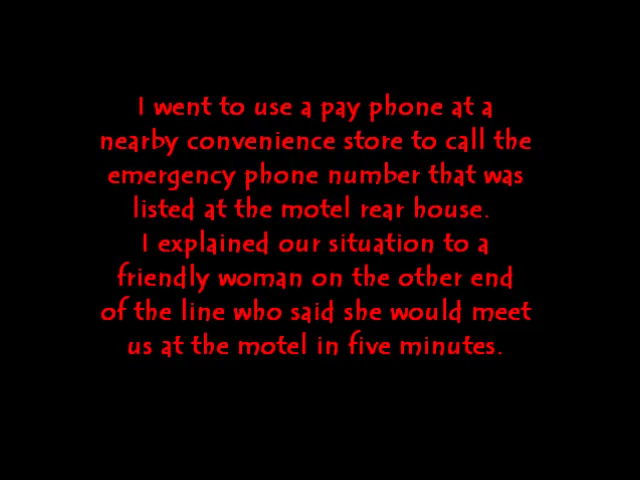 I went to use a pay phone at a
nearby convenience store to call the
emergency phone number that was
listed at the motel rear house.
I explained our situation to a
friendly woman on the other end
of the line who said she would meet
us at the motel in five minutes.